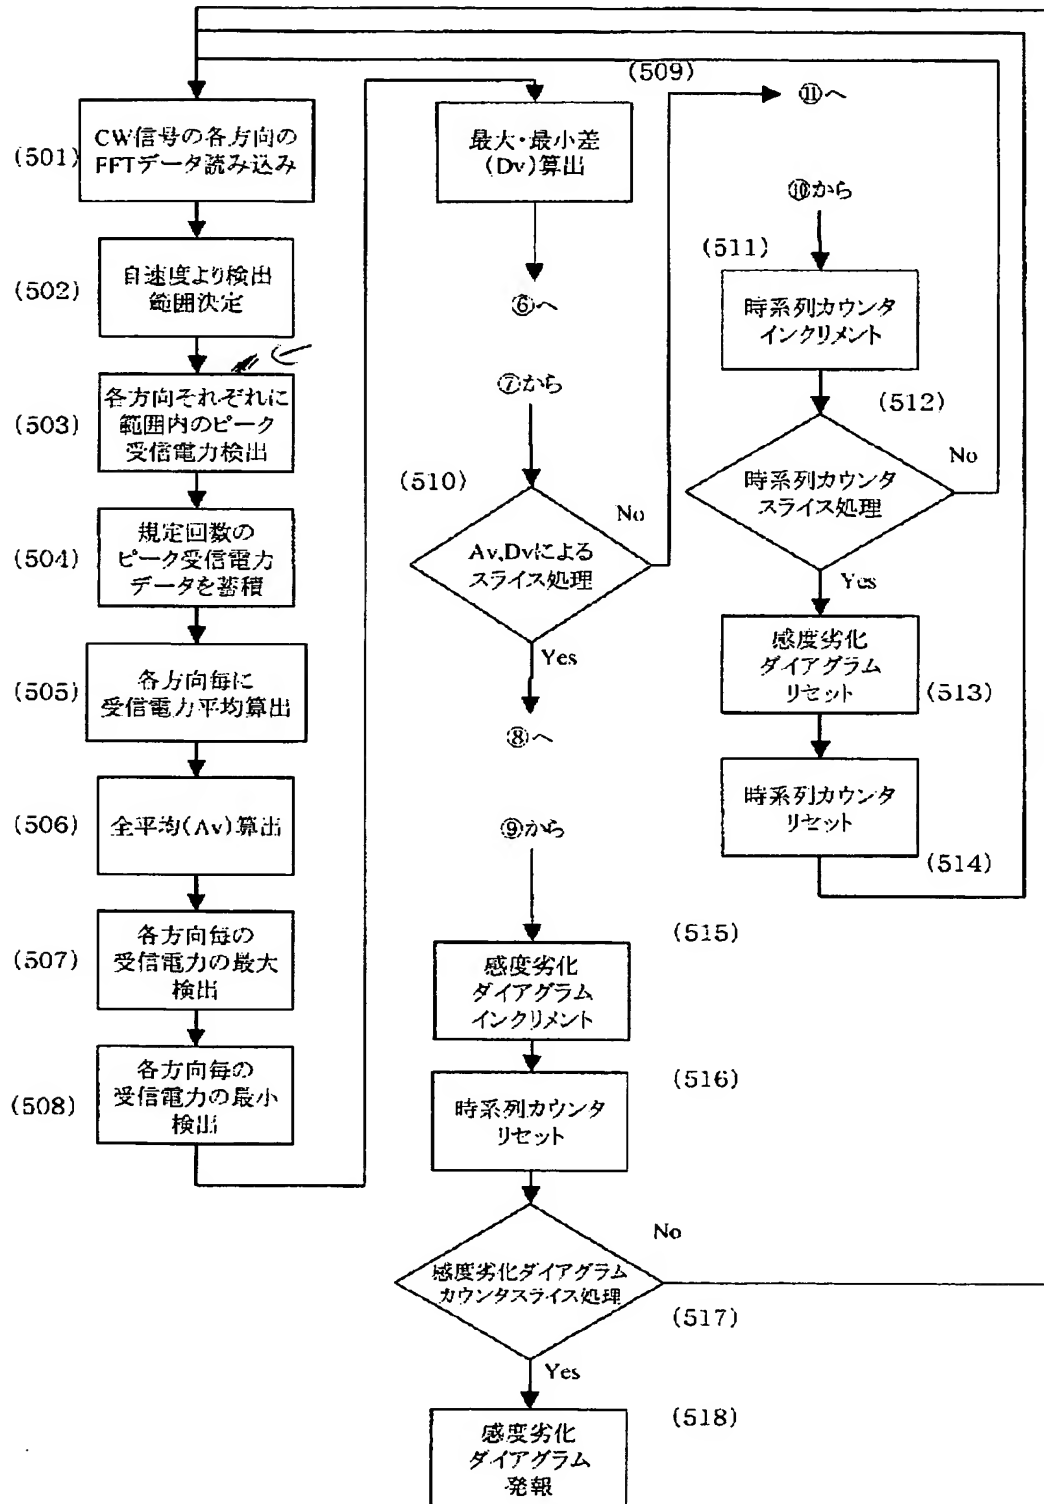 (501)
CW信号の各方向の
FFTデータ読み込み
(502)
自速度より検出
範囲決定
(503)
各方向それぞれに
範囲内のピーク
受信電力検出
(504)
規定回数の
ピーク受信電力
データを蓄積
(505)
各方向毎に
受信電力平均算出
(506)
全平均(Av)算出
(507)
各方向毎の
受信電力の最大
検出
(508)
各方向毎の
受信電力の最小
検出
(509)
最大・最小差
(Dv)算出
⑥へ
⑦から
(510)
Av,Dvによる
スライス処理
No
Yes
⑧へ
⑪へ
⑩から
(511)
時系列カウンタ
インクリメント
(512)
時系列カウンタ
スライス処理
No
Yes
感度劣化
ダイアグラム
リセット
(513)
時系列カウンタ
リセット
(514)
⑨から
(515)
感度劣化
ダイアグラム
インクリメント
(516)
時系列カウンタ
リセット
感度劣化ダイアグラム
カウンタスライス処理
No
(517)
Yes
(518)
感度劣化
ダイアグラム
発報